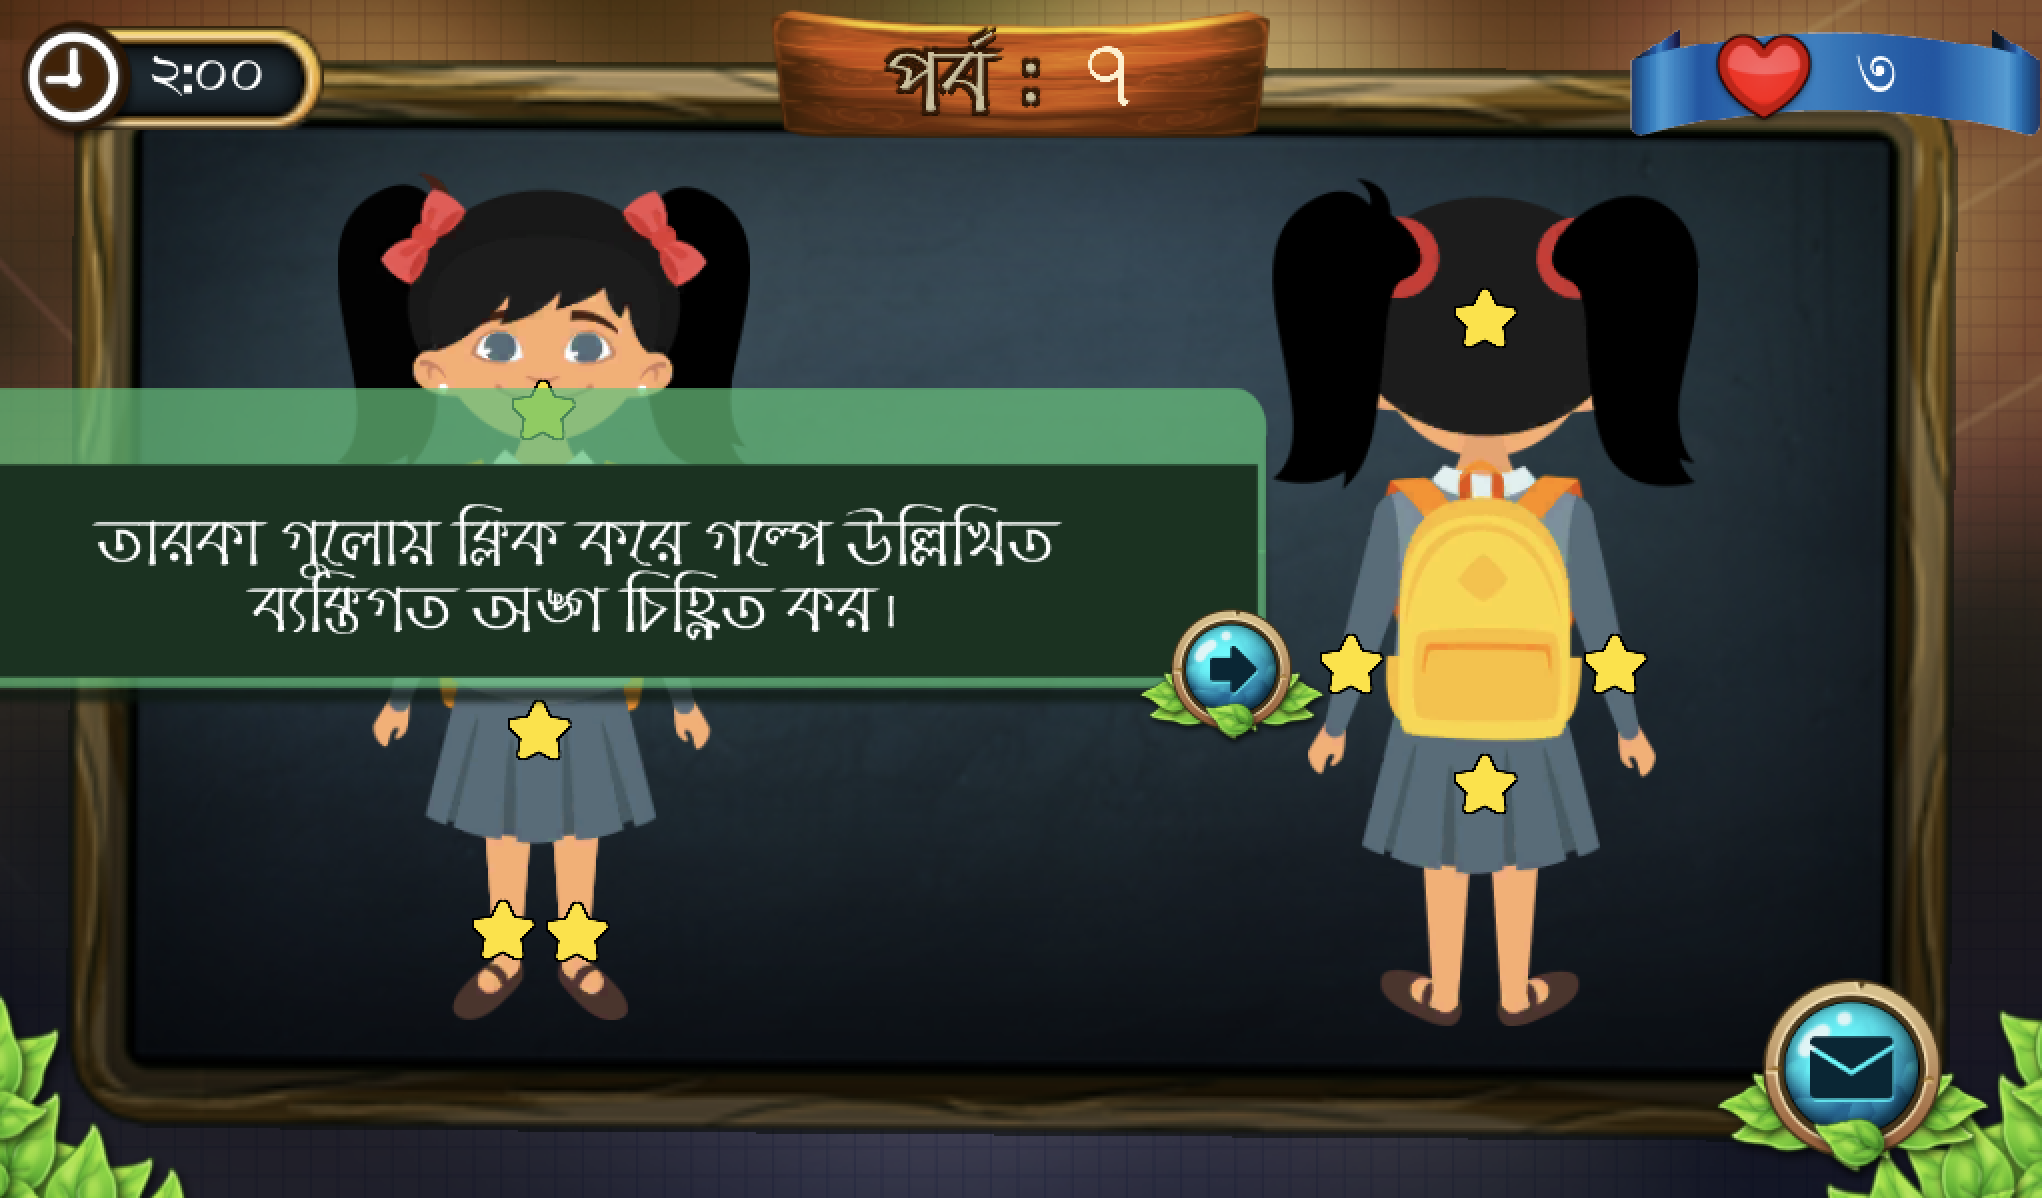 ২:০০
পর্ব : ৭
৩
তারকা গুলোয় ক্লিক করে গল্পে উল্লিখিত
ব্যক্তিগত অঙ্গ চিহ্নিত কর।